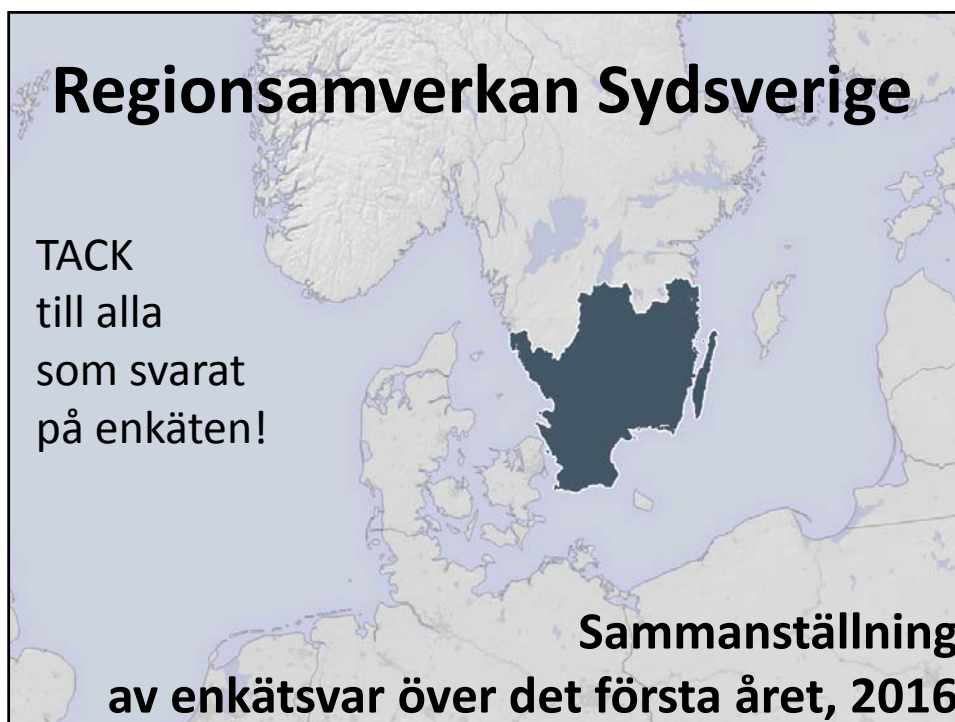 Regionsamverkan Sydsverige
TACK
till alla
som svarat
på enkäten!
Sammanställning
av enkätsvar över det första året, 2016